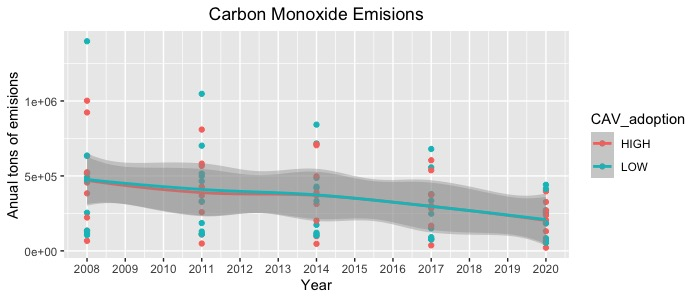 Carbon Monoxide Emisions
Anual tons of emisions
1e+06
5e+05
0e+00
2008 2009 2010 2011 2012 2013 2014 2015 2016 2017 2018 2019 2020
Year
CAV_adoption
HIGH
LOW